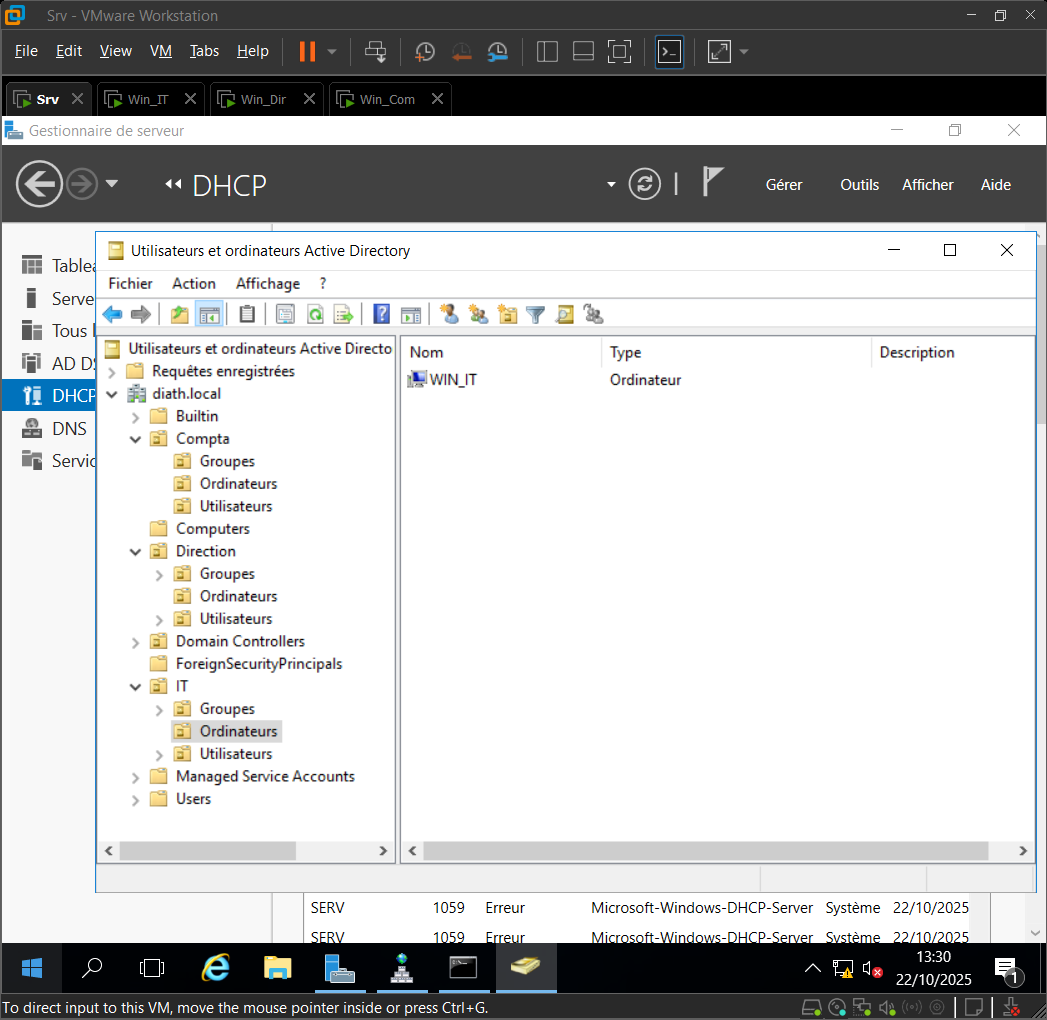 Srv - VMware Workstation
File Edit View VM Tabs Help
Srv Win_IT Win_Dir Win_Com
Gestionnaire de serveur
DHCP Gérer Outils Afficher Aide
Utilisateurs et ordinateurs Active Directory
Fichier Action Affichage ?
Utilisateurs et ordinateurs Active Directo
Requêtes enregistrées
diath.local
Builtin
Compta
Groupes
Ordinateurs
Utilisateurs
Computers
Direction
Groupes
Ordinateurs
Utilisateurs
Domain Controllers
ForeignSecurityPrincipals
IT
Groupes
Ordinateurs
Utilisateurs
Managed Service Accounts
Users
Nom Type Description
WIN_IT Ordinateur
Tablea
Serve
Tous l
AD DS
DHCP
DNS
Servic
SERV 1059 Erreur Microsoft-Windows-DHCP-Server Système 22/10/2025
SERV 1059 Erreur Microsoft-Windows-DHCP-Server Système 22/10/2025
13:30
22/10/2025
1
To direct input to this VM, move the mouse pointer inside or press Ctrl+G.